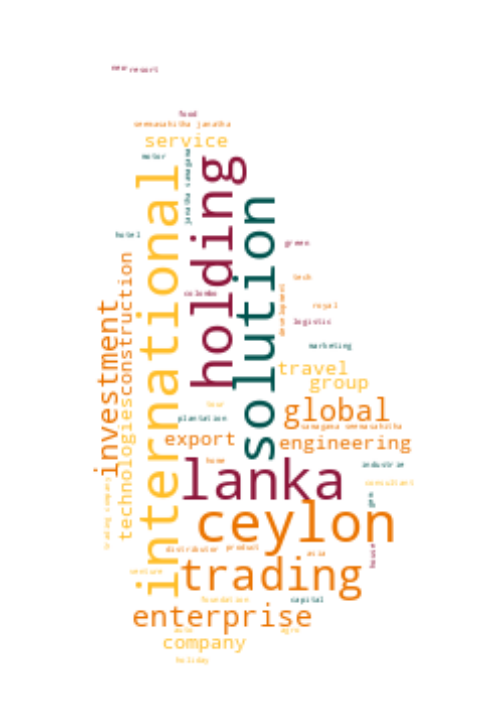 new resort
food
seemasahitha janatha
service
motor
janatha samagama
international
holding
solution
hotel
green
construction
tech
colombo
development
royal
investment
logistic
marketing
travel
group
technologies
tour
global
plantation
samagama seemasahitha
export
engineering
home
lanka
industrie
consultant
trading company
gem
ceylon
distributor
product
asia
house
trading
venture
foundation
capital
enterprise
agro
company
holiday